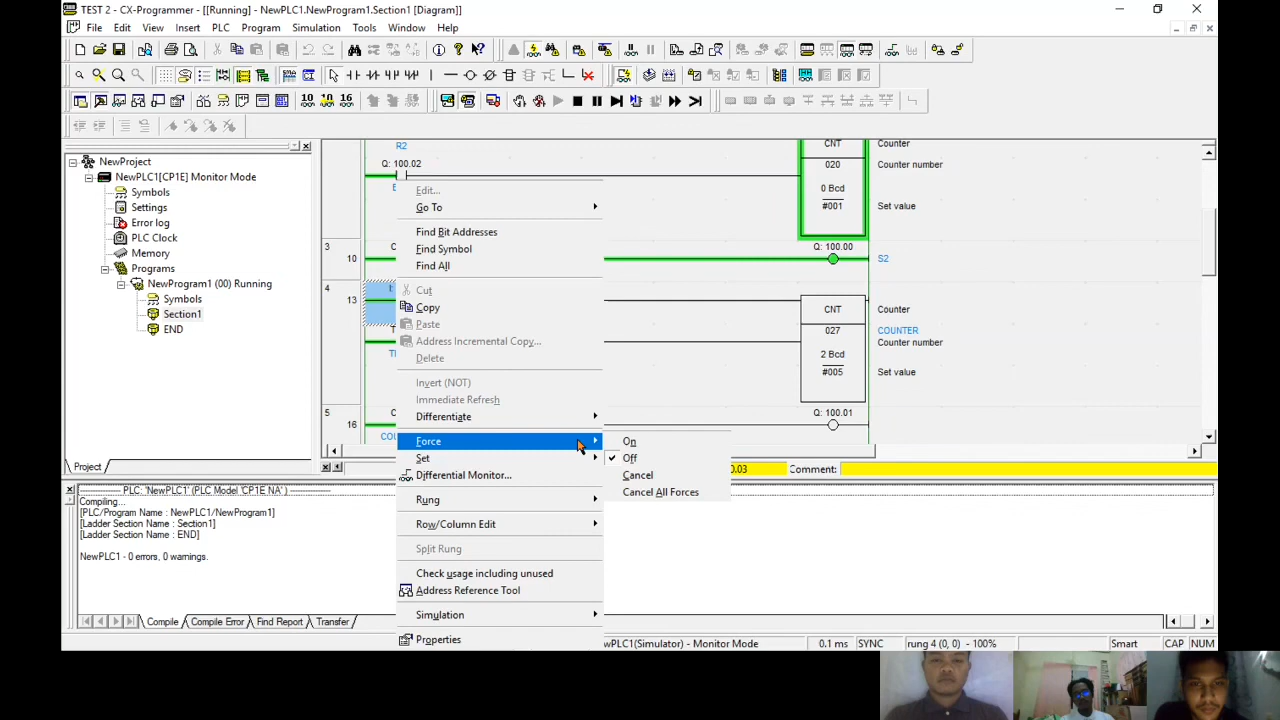 TEST 2 - CX-Programmer - [[Running] - NewPLC1.NewProgram1.Section1 [Diagram]]
File Edit View Insert PLC Program Simulation Tools Window Help
10 10 16
NewProject
NewPLC1[CP1E] Monitor Mode
Symbols
Settings
Error log
PLC Clock
Memory
Programs
NewProgram1 (00) Running
Symbols
Section1
END
Project
R2
Q: 100.02
CNT
Counter
020
Counter number
0 Bcd
#001
Set value
3
10
Q: 100.00
S2
4
13
CNT
Counter
027
COUNTER
Counter number
2 Bcd
#005
Set value
5
16
Q: 100.01
Edit...
Go To
Find Bit Addresses
Find Symbol
Find All
Cut
Copy
Paste
Address Incremental Copy...
Delete
Invert (NOT)
Immediate Refresh
Differentiate
Force
Set
Differential Monitor...
Rung
Row/Column Edit
Split Rung
Check usage including unused
Address Reference Tool
Simulation
Properties
On
Off
Cancel
Cancel All Forces
0.03 Comment:
PLC: 'NewPLC1' (PLC Model 'CP1E NA')
Compiling...
[PLC/Program Name : NewPLC1/NewProgram1]
[Ladder Section Name : Section1]
[Ladder Section Name : END]
NewPLC1 - 0 errors, 0 warnings.
Compile Compile Error Find Report Transfer
wPLC1(Simulator) - Monitor Mode 0.1 ms SYNC rung 4 (0, 0) - 100% Smart CAP NUM